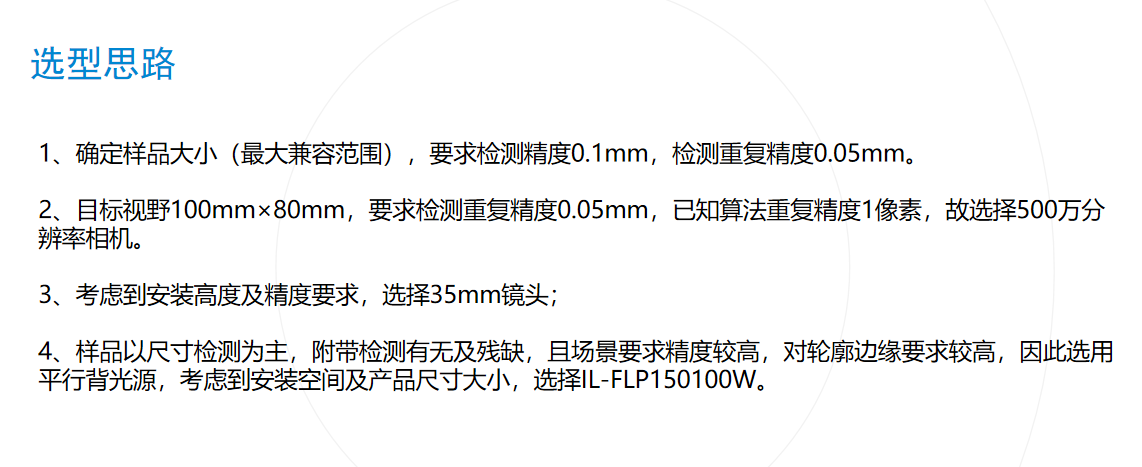 选型思路
1、确定样品大小（最大兼容范围），要求检测精度0.1mm，检测重复精度0.05mm。
2、目标视野100mm×80mm，要求检测重复精度0.05mm，已知算法重复精度1像素，故选择500万分
辨率相机。
3、考虑到安装高度及精度要求，选择35mm镜头；
4、样品以尺寸检测为主，附带检测有无及残缺，且场景要求精度较高，对轮廓边缘要求较高，因此选用
平行背光源，考虑到安装空间及产品尺寸大小，选择IL-FLP150100W。